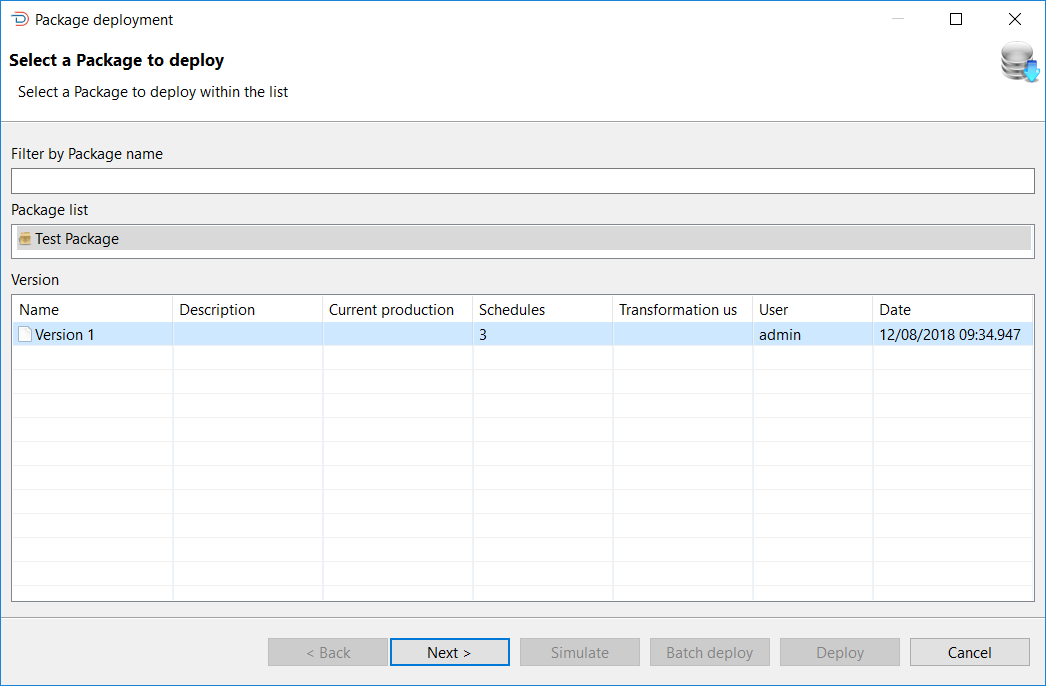 Package deployment
Select a Package to deploy
Select a Package to deploy within the list
Filter by Package name
Package list
Test Package
Version
Name Description Current production Schedules Transformation us User Date
Version 1 3 admin 12/08/2018 09:34.947
< Back Next > Simulate Batch deploy Deploy Cancel